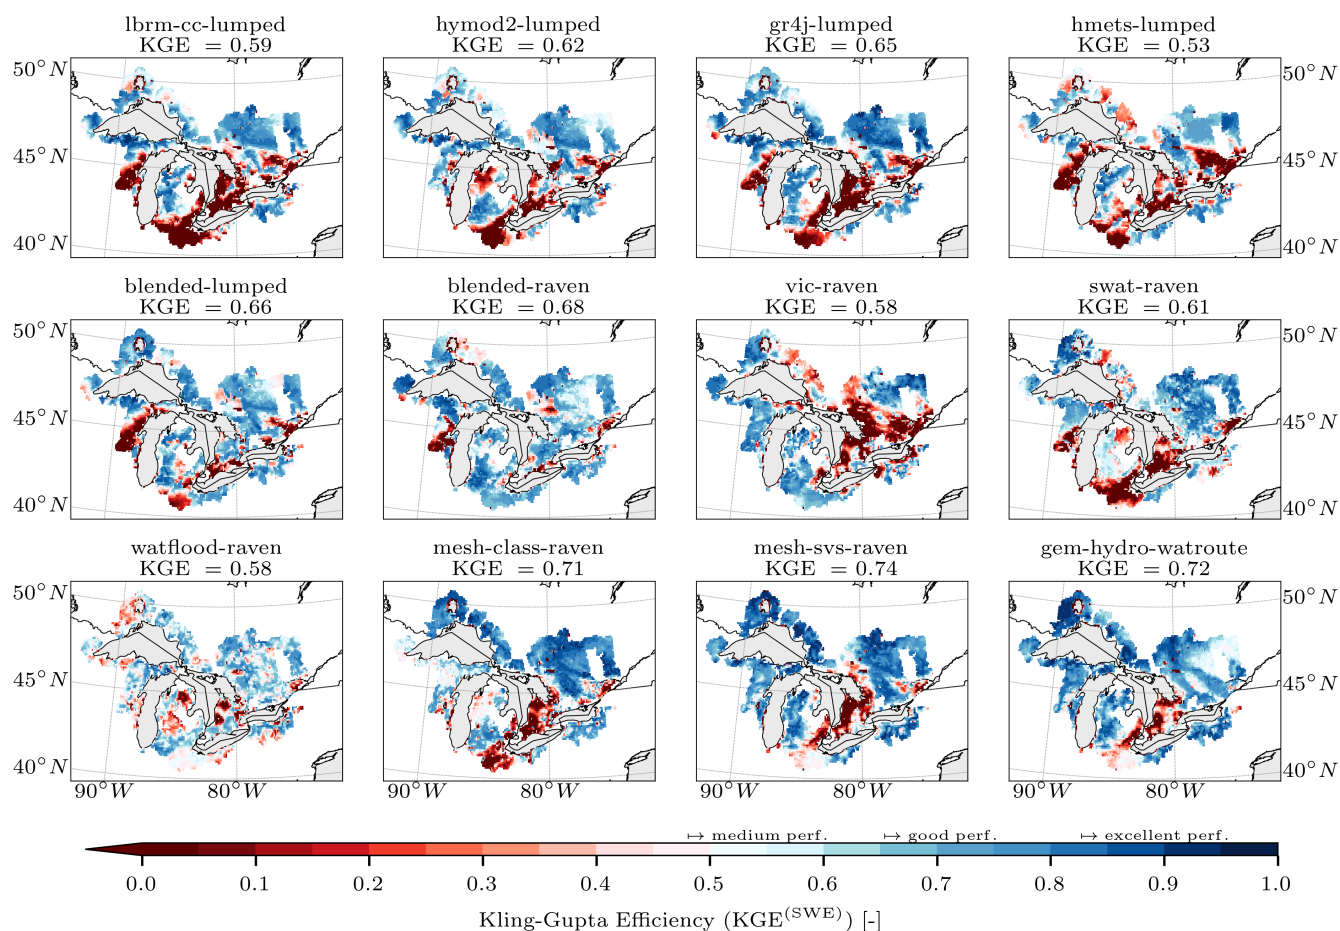 lbrm-cc-lumped
KGE = 0.59
hymod2-lumped
KGE = 0.62
gr4j-lumped
KGE = 0.65
hmets-lumped
KGE = 0.53
50°N
45°N
40°N
50°N
45°N
40°N
blended-lumped
KGE = 0.66
blended-raven
KGE = 0.68
vic-raven
KGE = 0.58
swat-raven
KGE = 0.61
50°N
45°N
40°N
50°N
45°N
40°N
watflood-raven
KGE = 0.58
mesh-class-raven
KGE = 0.71
mesh-svs-raven
KGE = 0.74
gem-hydro-watroute
KGE = 0.72
50°N
45°N
40°N
50°N
45°N
40°N
90°W 80°W 90°W 80°W 90°W 80°W 90°W 80°W
↦ medium perf. ↦ good perf. ↦ excellent perf.
0.0 0.1 0.2 0.3 0.4 0.5 0.6 0.7 0.8 0.9 1.0
Kling-Gupta Efficiency (KGE(SWE)) [-]